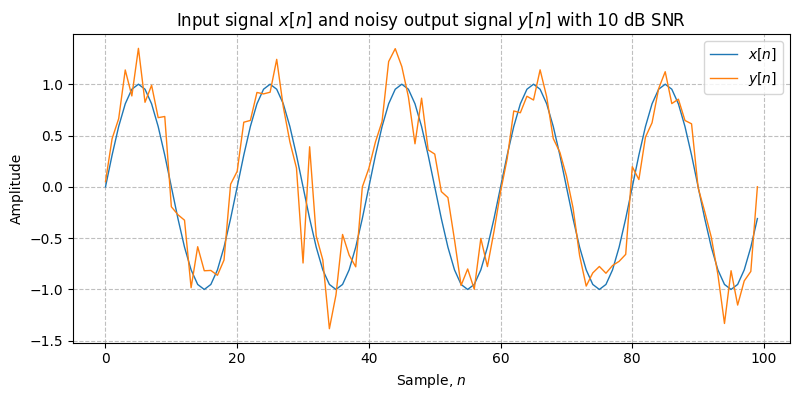 Input signal x[n] and noisy output signal y[n] with 10 dB SNR
x[n]
y[n]
Amplitude
1.0
0.5
0.0
−0.5
−1.0
−1.5
0 20 40 60 80 100
Sample, n